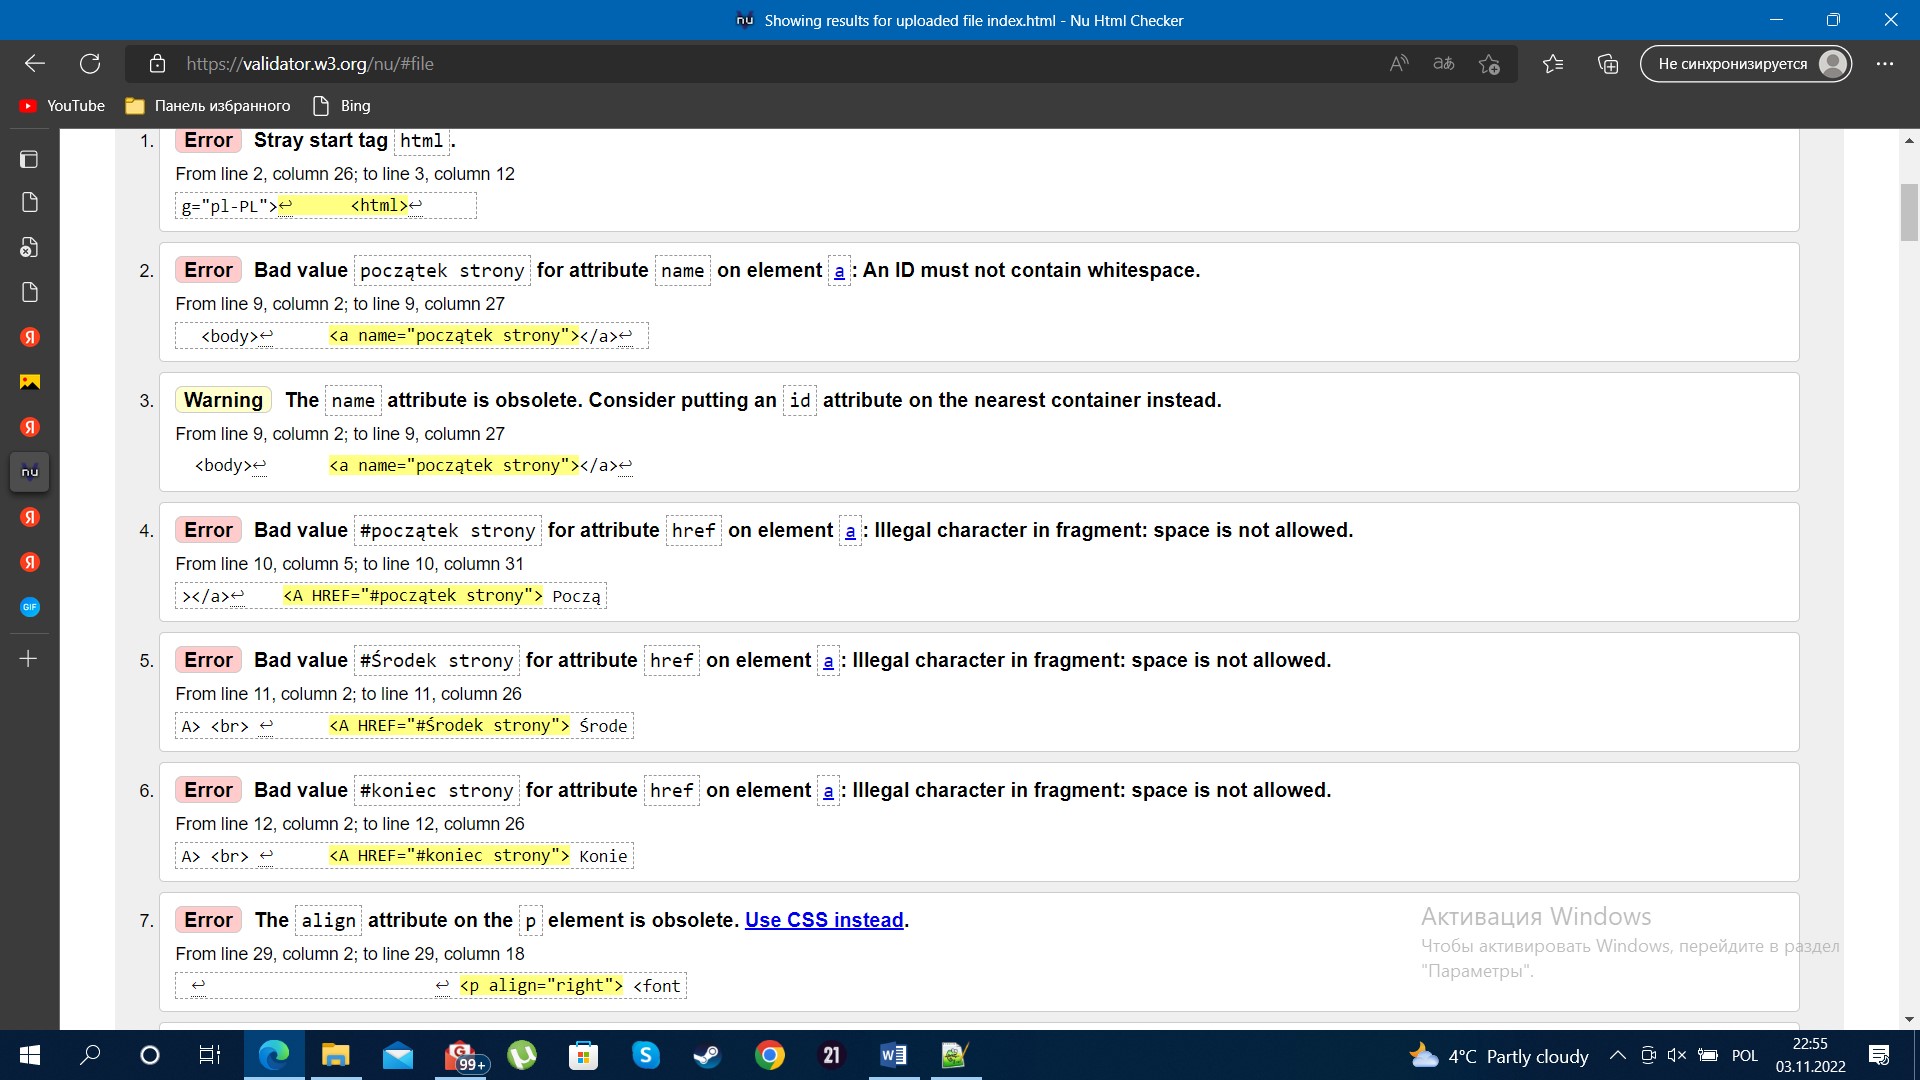 Showing results for uploaded file index.html - Nu Html Checker
https://validator.w3.org/nu/#file
Не синхронизируется
YouTube Панель избранного Bing
1. Error Stray start tag html.
From line 2, column 26; to line 3, column 12
g="pl-PL">↩ <html>↩
2. Error Bad value początek strony for attribute name on element a: An ID must not contain whitespace.
From line 9, column 2; to line 9, column 27
<body>↩ <a name="początek strony"></a>↩
3. Warning The name attribute is obsolete. Consider putting an id attribute on the nearest container instead.
From line 9, column 2; to line 9, column 27
<body>↩ <a name="początek strony"></a>↩
4. Error Bad value #początek strony for attribute href on element a: Illegal character in fragment: space is not allowed.
From line 10, column 5; to line 10, column 31
></a>↩ <A HREF="#początek strony"> Począ
5. Error Bad value #Środek strony for attribute href on element a: Illegal character in fragment: space is not allowed.
From line 11, column 2; to line 11, column 26
A> <br> ↩ <A HREF="#Środek strony"> Środe
6. Error Bad value #koniec strony for attribute href on element a: Illegal character in fragment: space is not allowed.
From line 12, column 2; to line 12, column 26
A> <br> ↩ <A HREF="#koniec strony"> Konie
7. Error The align attribute on the p element is obsolete. Use CSS instead.
From line 29, column 2; to line 29, column 18
↩ ↩ <p align="right"> <font
Активация Windows
Чтобы активировать Windows, перейдите в раздел
"Параметры".
99+
21
4°C Partly cloudy
POL
22:55
03.11.2022